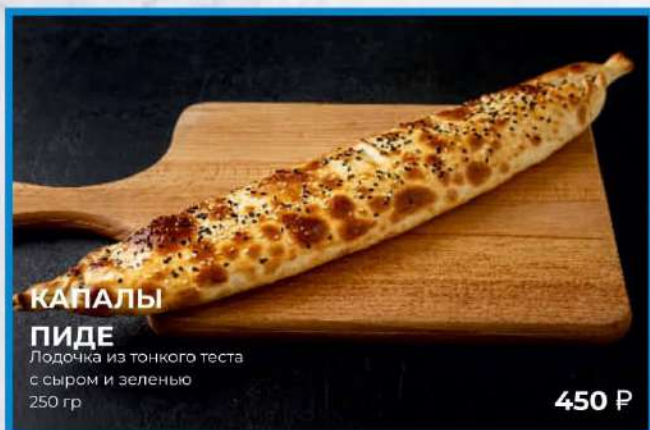 КАПАЛЫ
ПИДЕ
Лодочка из тонкого теста
с сыром и зеленью
250 гр
450 ₽